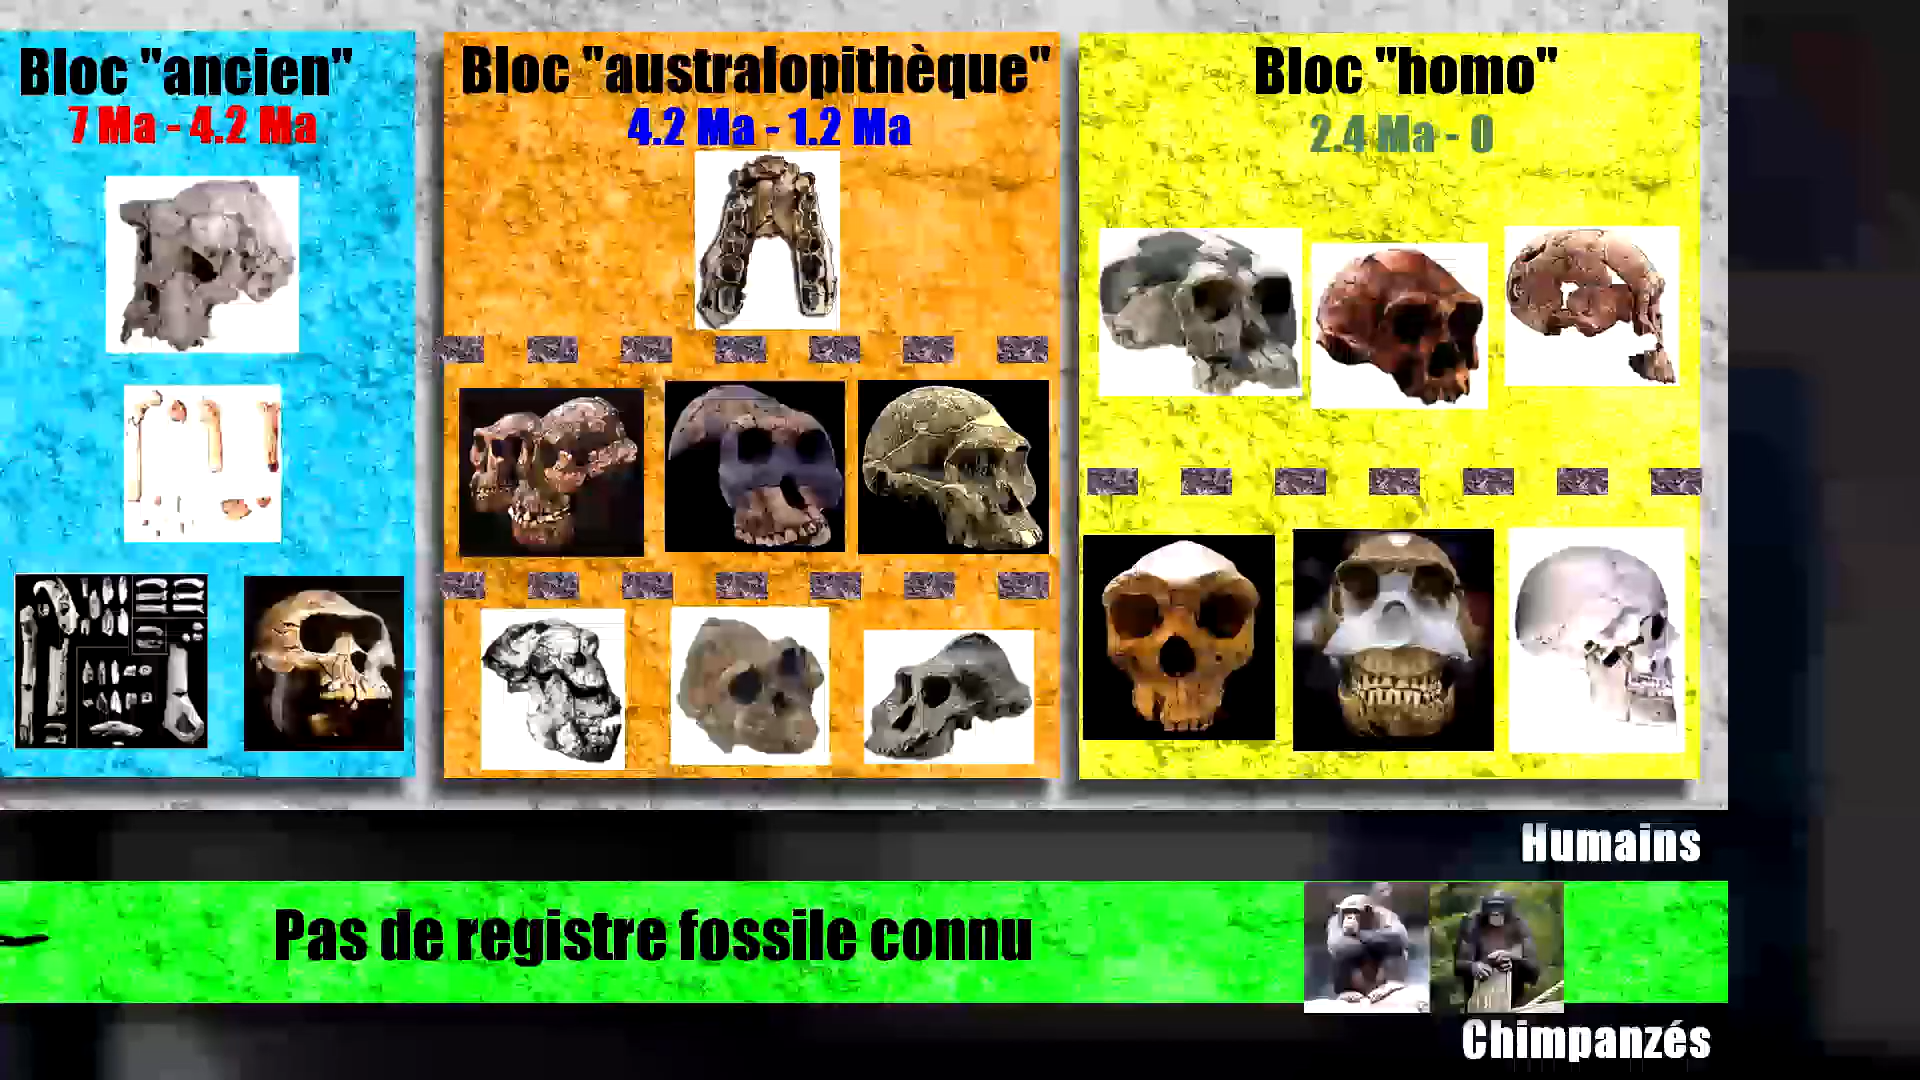 Bloc "ancien"
7 Ma - 4.2 Ma
Bloc "australopithèque"
4.2 Ma - 1.2 Ma
Bloc "homo"
2.4 Ma - 0
Humains
Pas de registre fossile connu
Chimpanzés